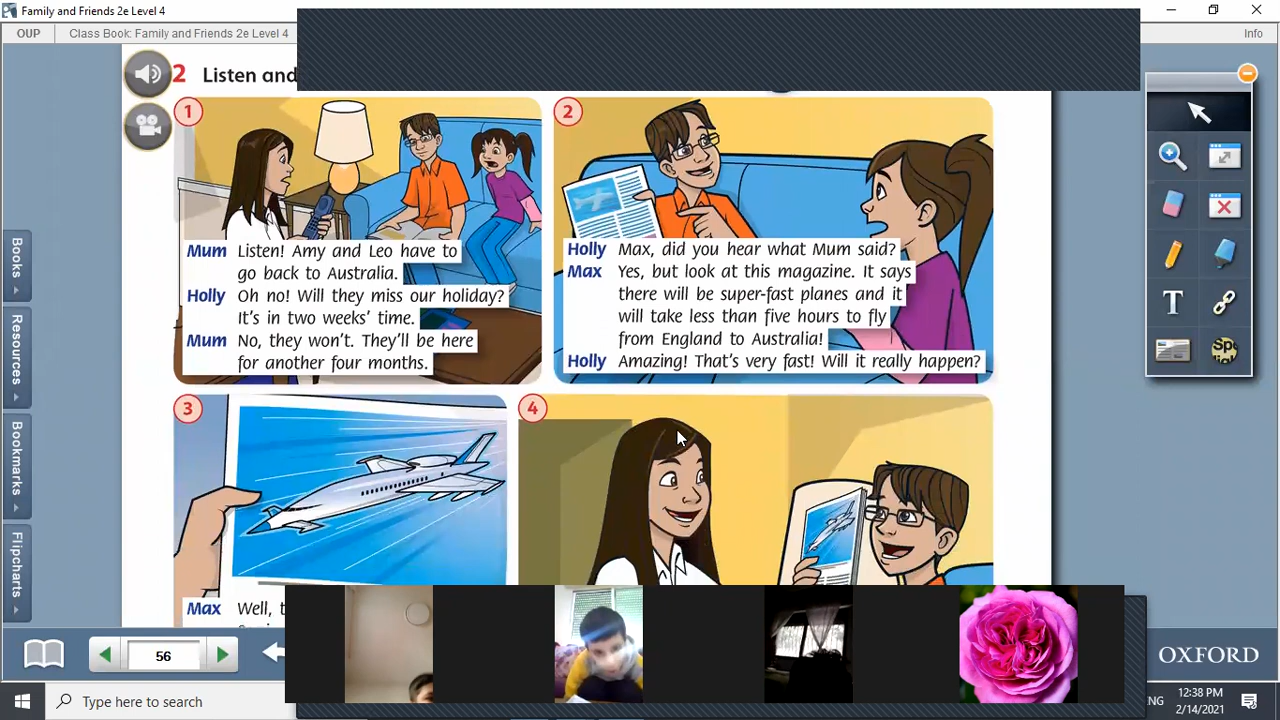 Family and Friends 2e Level 4
OUP
Class Book: Family and Friends 2e Level 4
Info
2 Listen and
1
Mum Listen! Amy and Leo have to
go back to Australia.
Holly Oh no! Will they miss our holiday?
It's in two weeks' time.
Mum No, they won't. They'll be here
for another four months.
2
Holly Max, did you hear what Mum said?
Max Yes, but look at this magazine. It says
there will be super-fast planes and it
will take less than five hours to fly
from England to Australia!
Holly Amazing! That's very fast! Will it really happen?
3
Max Well,
4
Books
Resources
Bookmarks
Flipcharts
T
56
OXFORD
Type here to search
ENG
12:38 PM
2/14/2021